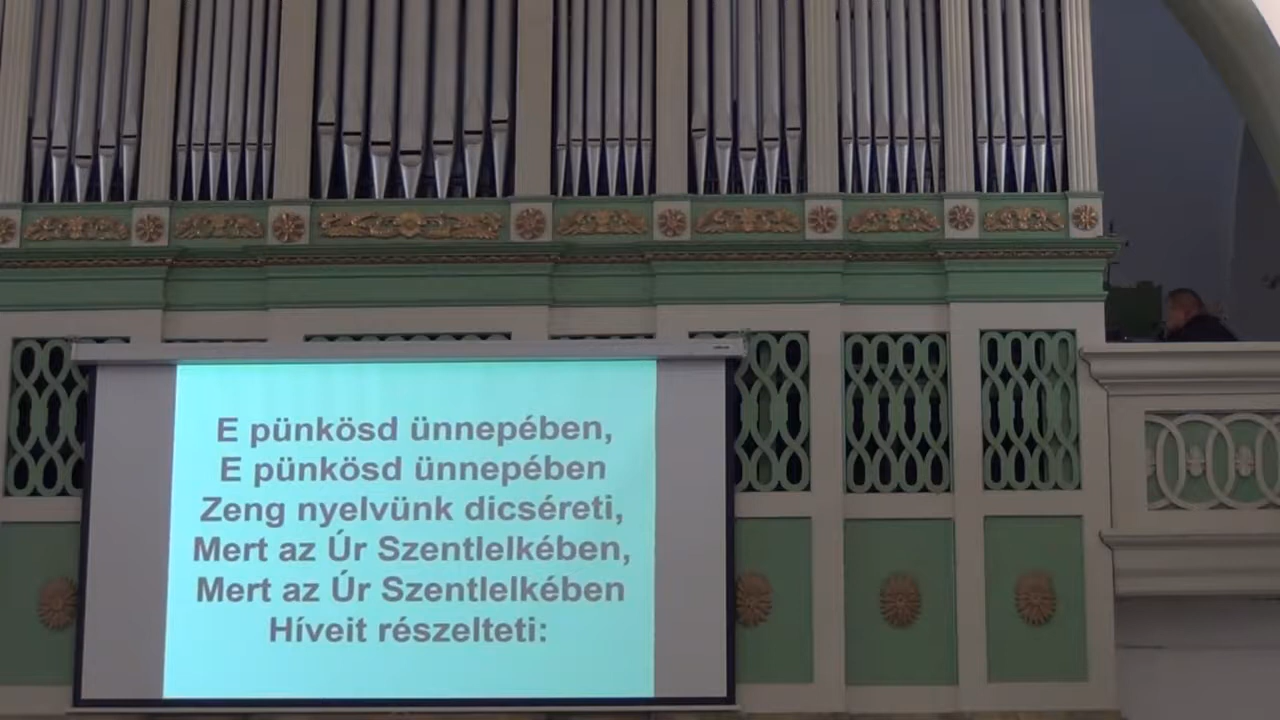 E pünkösd ünnepében,
E pünkösd ünnepében
Zeng nyelvünk dicséreti,
Mert az Úr Szentlelkében,
Mert az Úr Szentlelkében
Híveit részelteti: